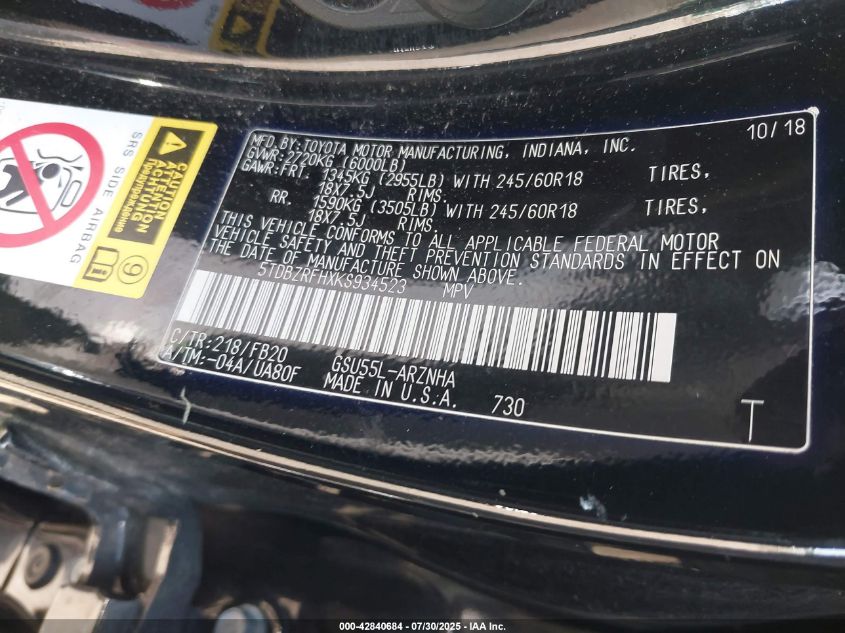 MFD.BY:TOYOTA MOTOR MANUFACTURING, INDIANA, INC. 10/18
GVWR:2720KG (6000LB)
GAWR:FRT. 1345KG (2955LB) WITH 245/60R18 TIRES,
18X7.5J RIMS.
RR. 1590KG (3505LB) WITH 245/60R18 TIRES,
18X7.5J RIMS.
THIS VEHICLE CONFORMS TO ALL APPLICABLE FEDERAL MOTOR
VEHICLE SAFETY AND THEFT PREVENTION STANDARDS IN EFFECT ON
THE DATE OF MANUFACTURE SHOWN ABOVE.
5TDBZRFHXKS934523 MPV
C/TR:218/FB20 GSU55L-ARZNHA
A/TM:-04A/UA80F MADE IN U.S.A. 730
T
SRS SIDE AIRBAG
CAUTION
ATTENTION
ACHTUNG
Предупреждение
9
000-42840684 / 07/30/2025 - IAA Inc.